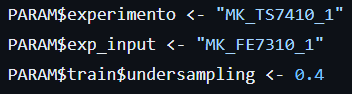 PARAM$experimento <- "MK_TS7410_1"
PARAM$exp_input <- "MK_FE7310_1"
PARAM$train$undersampling <- 0.4